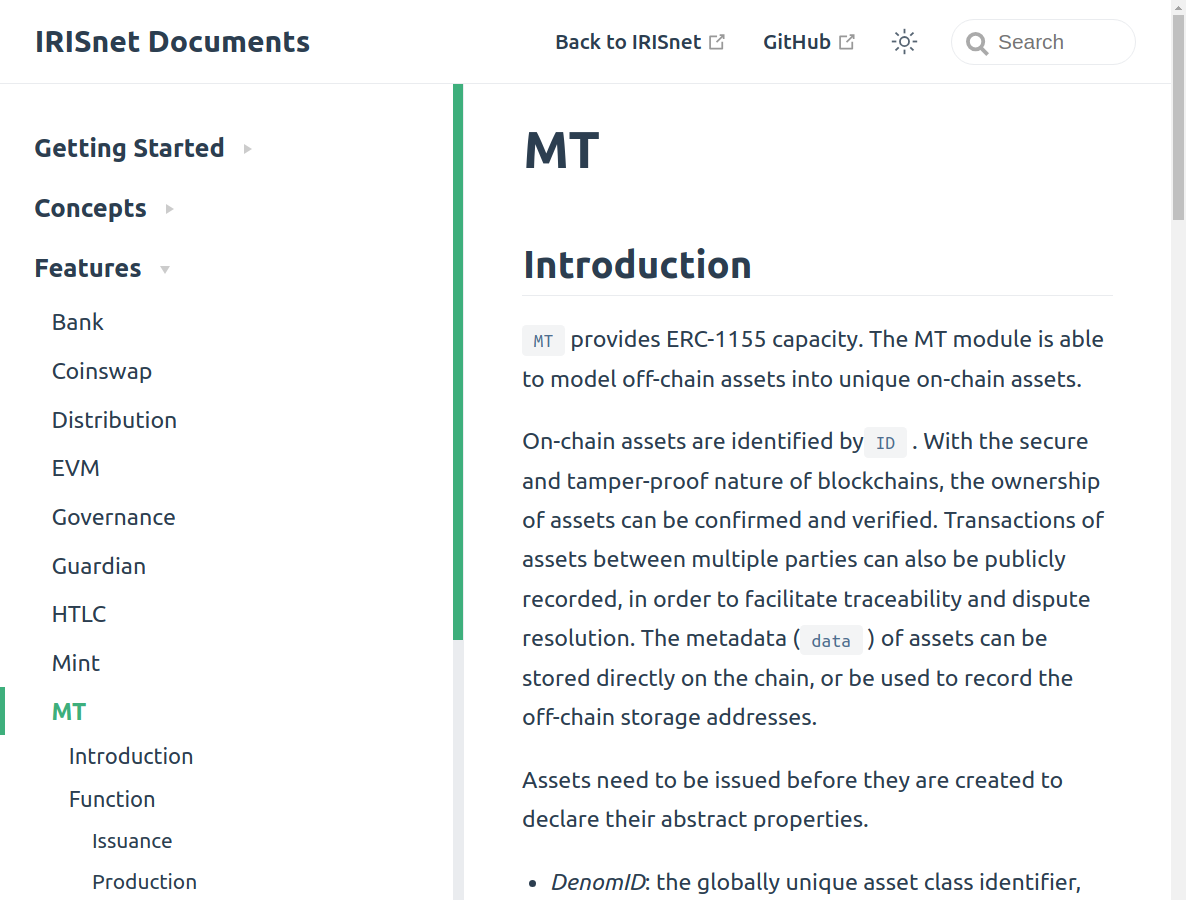 IRISnet Documents
Back to IRISnet
GitHub
Search
Getting Started
Concepts
Features
Bank
Coinswap
Distribution
EVM
Governance
Guardian
HTLC
Mint
MT
Introduction
Function
Issuance
Production
MT
Introduction
MT provides ERC-1155 capacity. The MT module is able
to model off-chain assets into unique on-chain assets.
On-chain assets are identified by ID . With the secure
and tamper-proof nature of blockchains, the ownership
of assets can be confirmed and verified. Transactions of
assets between multiple parties can also be publicly
recorded, in order to facilitate traceability and dispute
resolution. The metadata ( data ) of assets can be
stored directly on the chain, or be used to record the
off-chain storage addresses.
Assets need to be issued before they are created to
declare their abstract properties.
• DenomID: the globally unique asset class identifier,